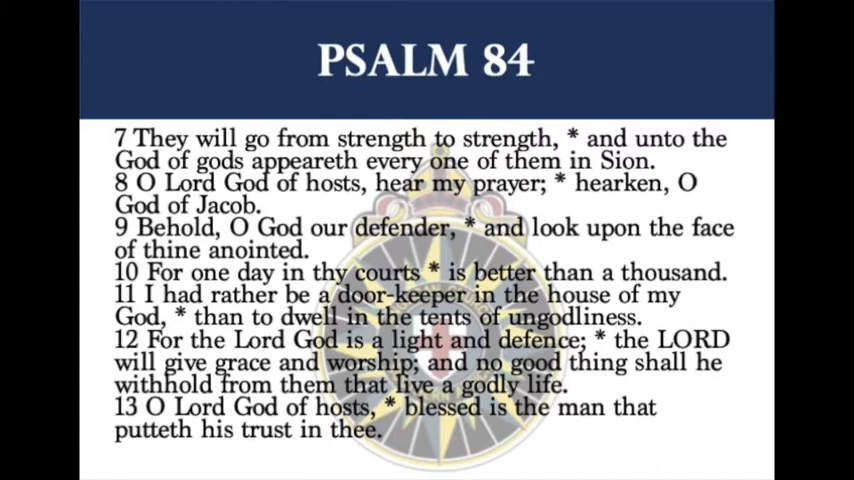 PSALM 84
7 They will go from strength to strength, * and unto the
God of gods appeareth every one of them in Sion.
8 O Lord God of hosts, hear my prayer; * hearken, O
God of Jacob.
9 Behold, O God our defender, * and look upon the face
of thine anointed.
10 For one day in thy courts * is better than a thousand.
11 I had rather be a door-keeper in the house of my
God, * than to dwell in the tents of ungodliness.
12 For the Lord God is a light and defence; * the LORD
will give grace and worship; and no good thing shall he
withhold from them that live a godly life.
13 O Lord God of hosts, * blessed is the man that
putteth his trust in thee.